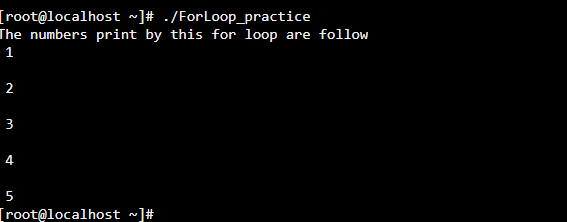 [root@localhost ~]# ./ForLoop_practice
The numbers print by this for loop are follow
1
2
3
4
5
[root@localhost ~]#